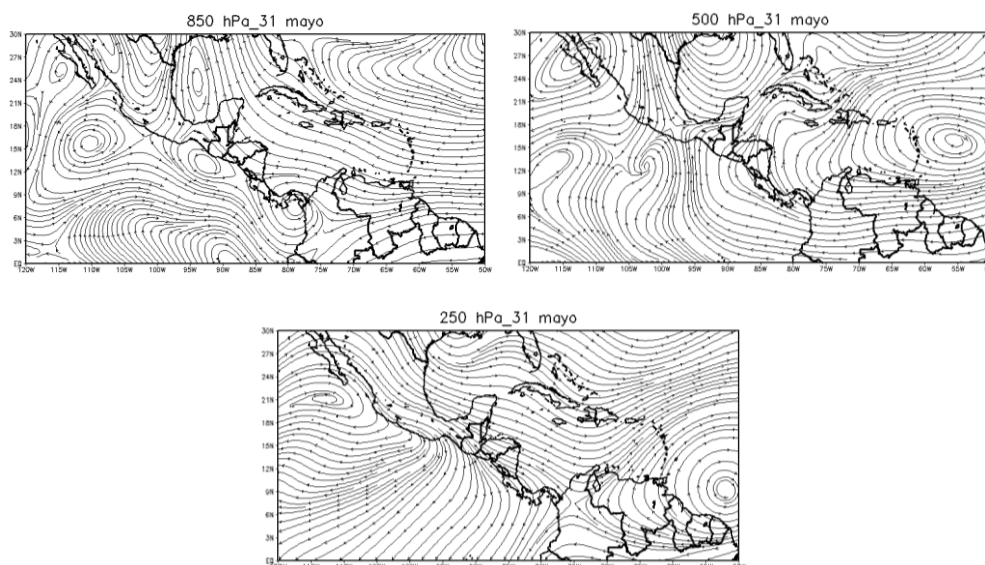 850 hPa_31 mayo
30N
27N
24N
21N
18N
15N
12N
9N
6N
3N
EQ
120W 115W 110W 105W 100W 95W 90W 85W 80W 75W 70W 65W 60W 55W 50W
500 hPa_31 mayo
30N
27N
24N
21N
18N
15N
12N
9N
6N
3N
EQ
120W 115W 110W 105W 100W 95W 90W 85W 80W 75W 70W 65W 60W 55W
250 hPa_31 mayo
30N
27N
24N
21N
18N
15N
12N
9N
6N
3N
EQ